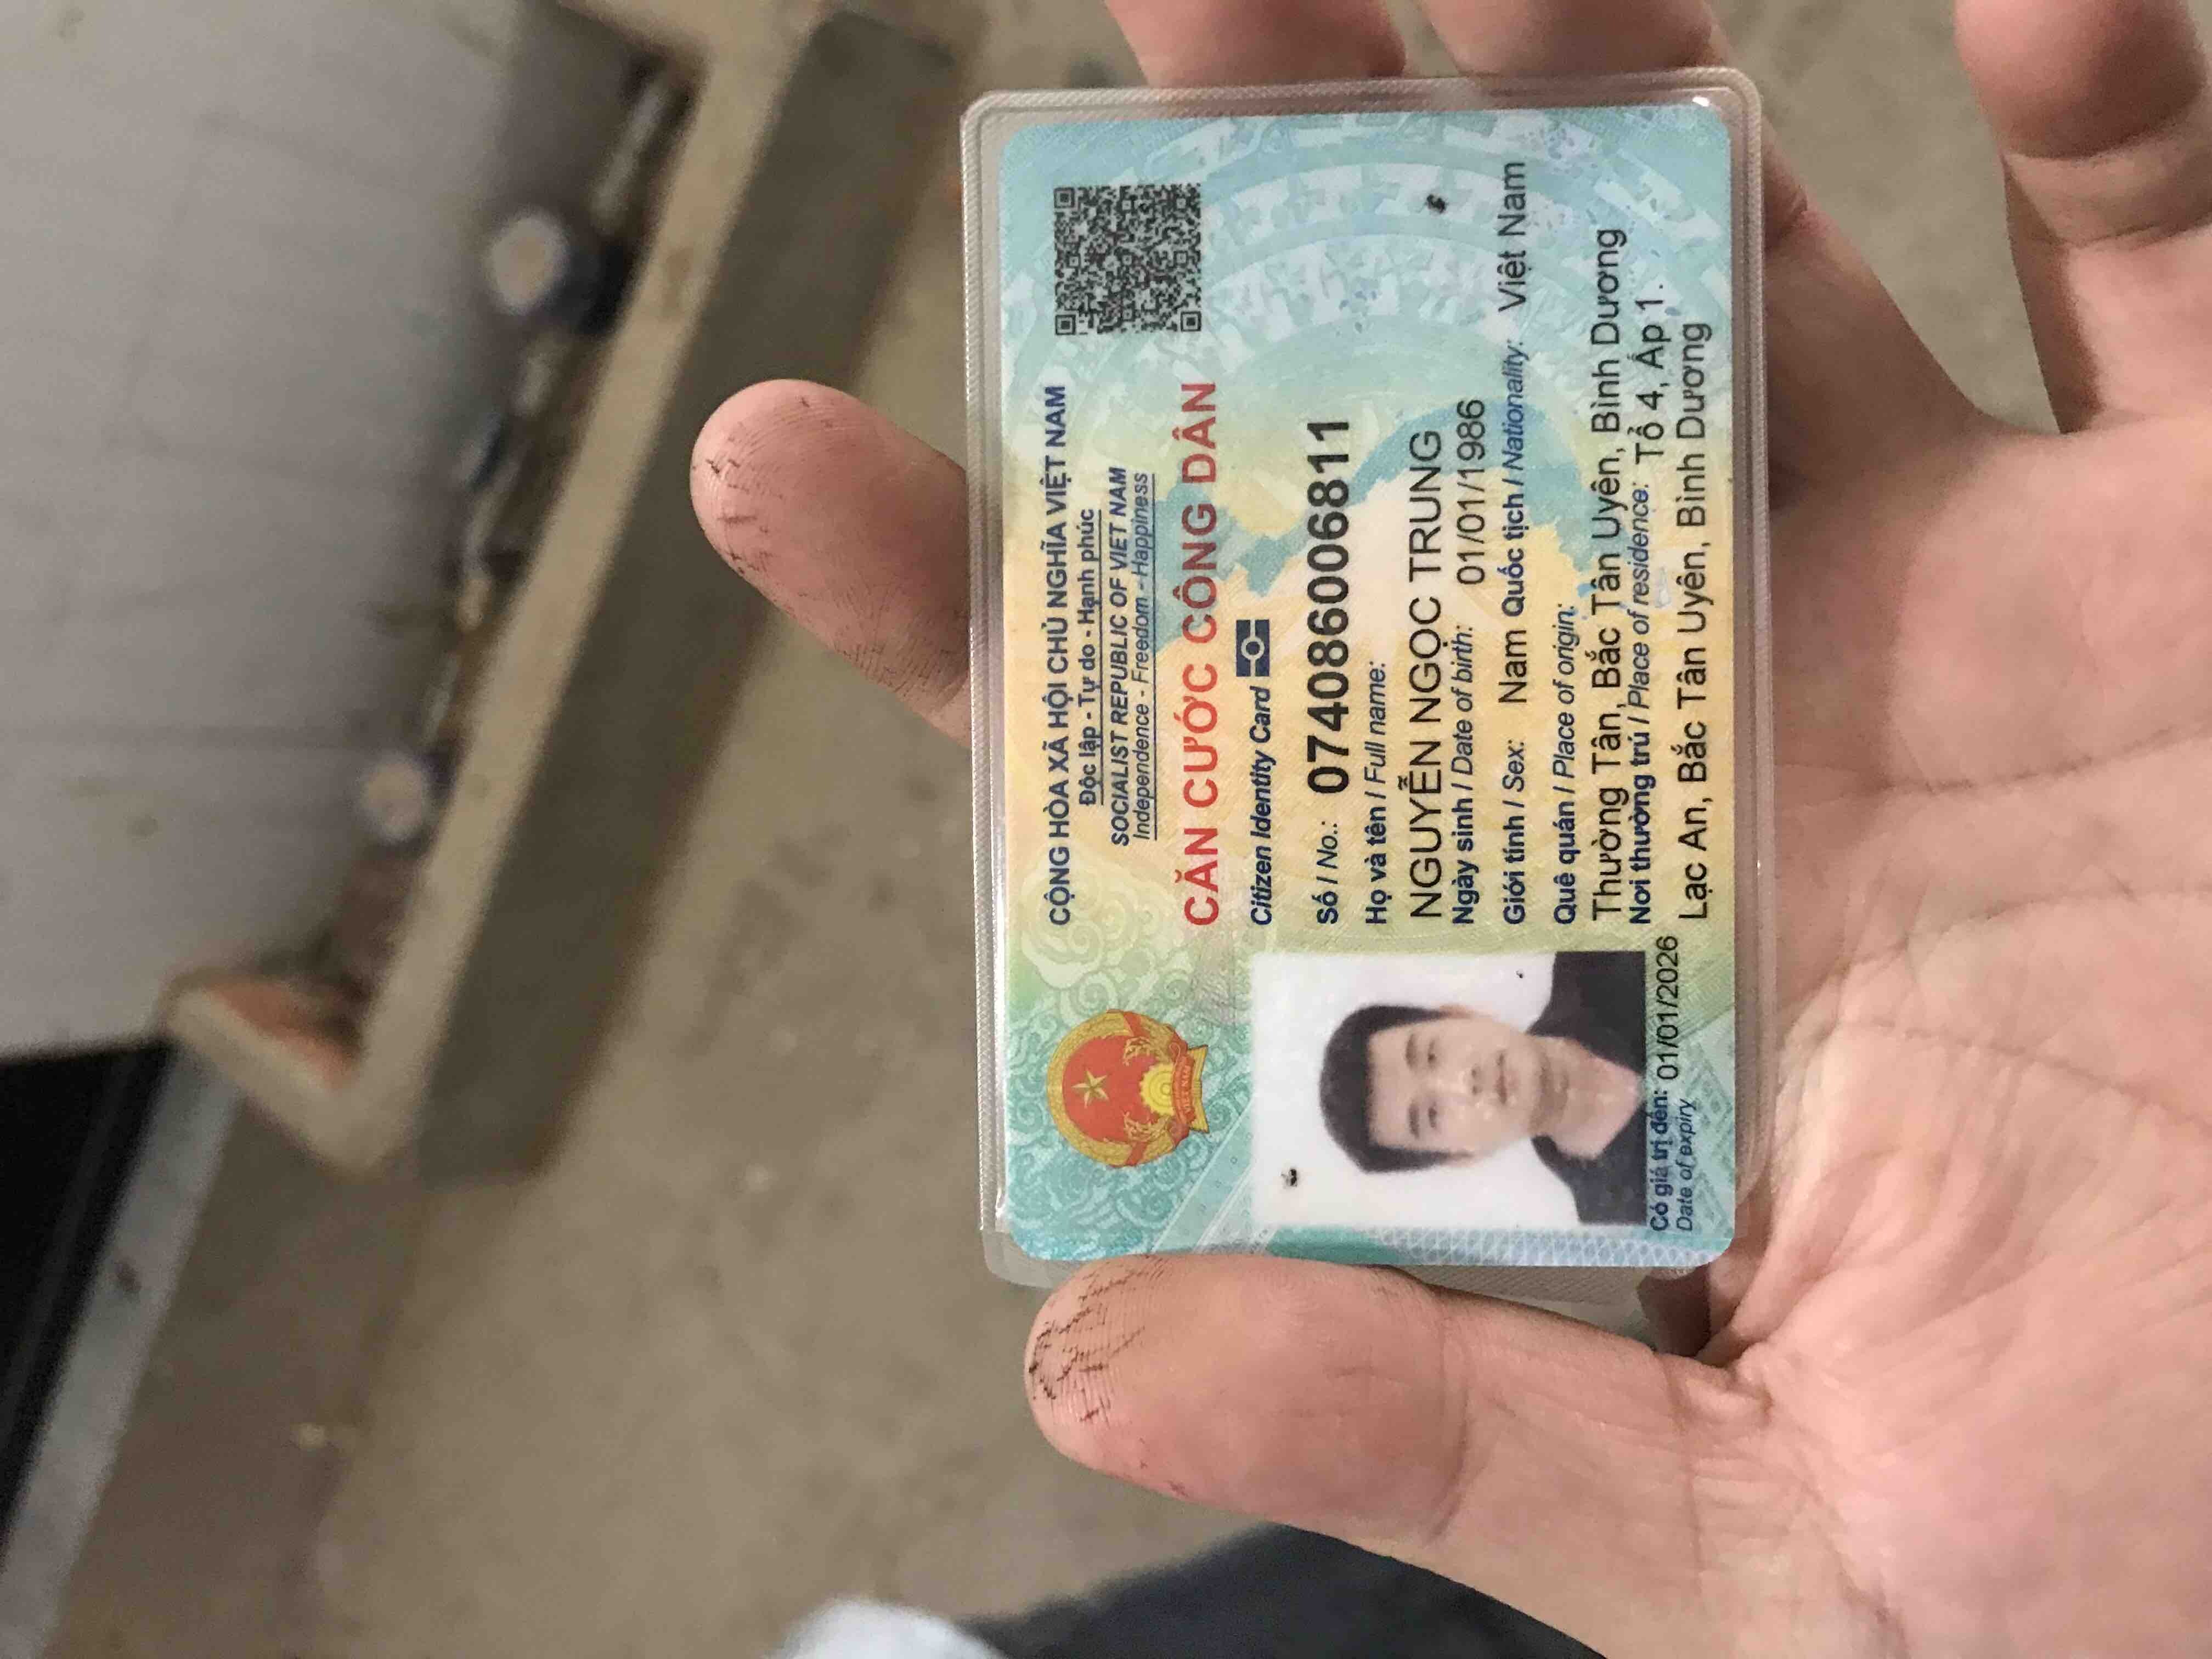 CỘNG HÒA XÃ HỘI CHỦ NGHĨA VIỆT NAM
Độc lập - Tự do - Hạnh phúc
SOCIALIST REPUBLIC OF VIET NAM
Independence - Freedom - Happiness
CĂN CƯỚC CÔNG DÂN
Citizen Identity Card
Số / No.: 074086006811
Họ và tên / Full name:
NGUYỄN NGỌC TRUNG
Ngày sinh / Date of birth: 01/01/1986
Giới tính / Sex: Nam Quốc tịch / Nationality: Việt Nam
Quê quán / Place of origin:
Thường Tân, Bắc Tân Uyên, Bình Dương
Nơi thường trú / Place of residence: Tổ 4, Ấp 1.
Lạc An, Bắc Tân Uyên, Bình Dương
Có giá trị đến: 01/01/2026
Date of expiry